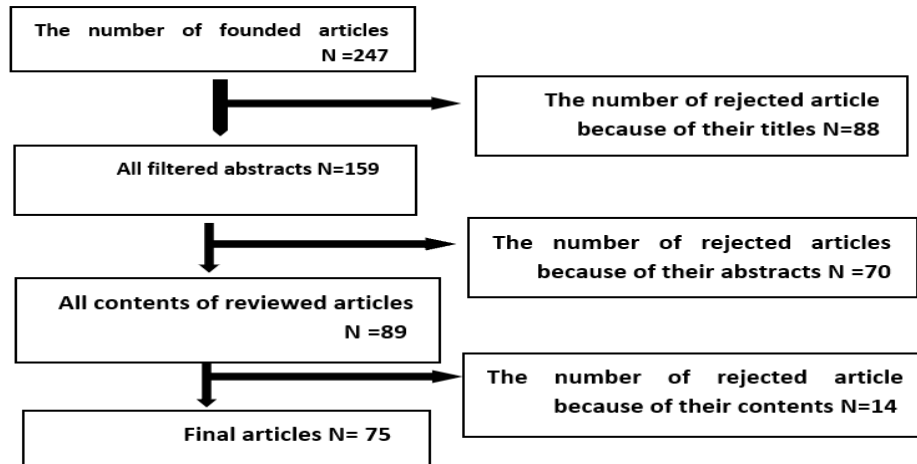 The number of founded articles
N =247
The number of rejected article
because of their titles N=88
All filtered abstracts N=159
The number of rejected articles
because of their abstracts N =70
All contents of reviewed articles
N =89
The number of rejected article
because of their contents N=14
Final articles N= 75